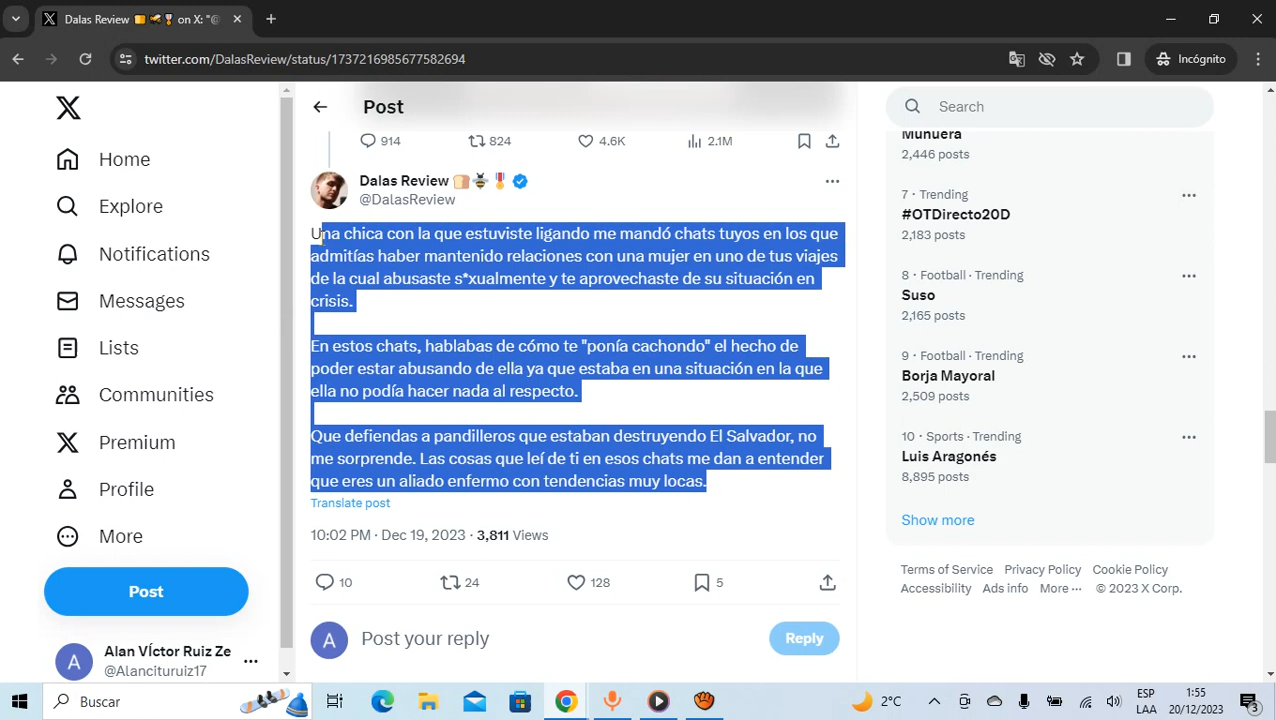 Dalas Review on X: "@
twitter.com/DalasReview/status/1737216985677582694
Incógnito
Home
Explore
Notifications
Messages
Lists
Communities
Premium
Profile
More
Post
Alan VÍctor Ruiz Ze
@Alancituruiz17
Post
914
824
4.6K
2.1M
Dalas Review
@DalasReview
Una chica con la que estuviste ligando me mandó chats tuyos en los que
admitías haber mantenido relaciones con una mujer en uno de tus viajes
de la cual abusaste s*xualmente y te aprovechaste de su situación en
crisis.
En estos chats, hablabas de cómo te "ponía cachondo" el hecho de
poder estar abusando de ella ya que estaba en una situación en la que
ella no podía hacer nada al respecto.
Que defiendas a pandilleros que estaban destruyendo El Salvador, no
me sorprende. Las cosas que leí de ti en esos chats me dan a entender
que eres un aliado enfermo con tendencias muy locas.
Translate post
10:02 PM · Dec 19, 2023 · 3,811 Views
10
24
128
5
A
Post your reply
Reply
Search
Munuera
2,446 posts
7 · Trending
#OTDirecto20D
2,183 posts
8 · Football · Trending
Suso
2,165 posts
9 · Football · Trending
Borja Mayoral
2,509 posts
10 · Sports · Trending
Luis Aragonés
8,895 posts
Show more
Terms of Service Privacy Policy Cookie Policy
Accessibility Ads info More ··· © 2023 X Corp.
A
Buscar
2°C
ESP
LAA
1:55
20/12/2023
3